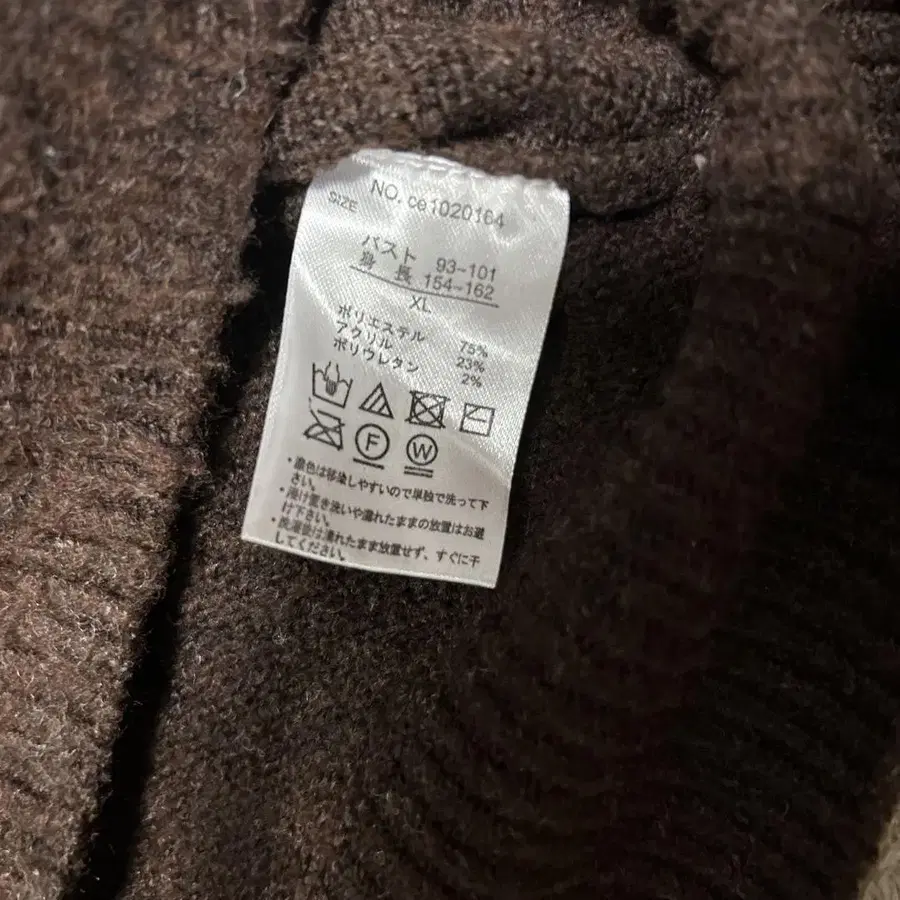 NO. ce1020164
SIZE
バスト 93-101
身 長 154-162
XL
ポリエステル 75%
アクリル 23%
ポリウレタン 2%
F W
・濃色は移染しやすいので単独で洗って下
さい。
・浸け置き洗いや濡れたままの放置はお避
け下さい。
・洗濯後は濡れたまま放置せず、すぐに干
してください。